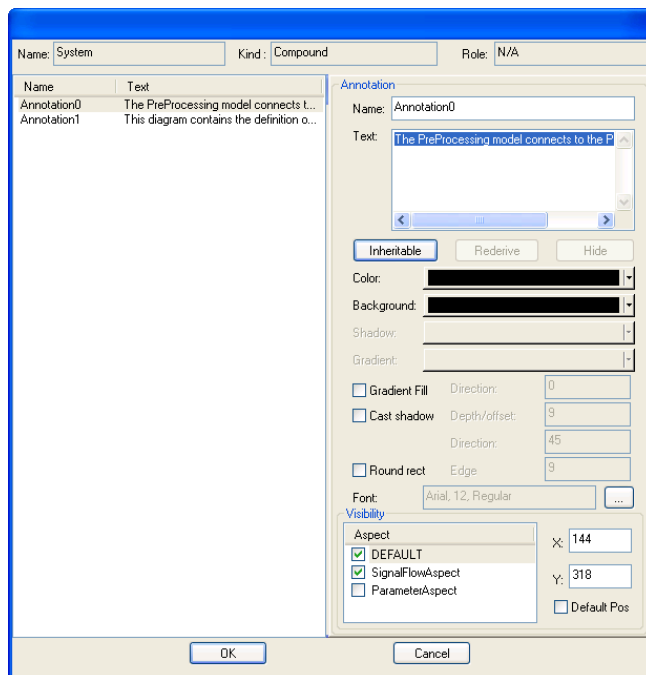 Name: System Kind : Compound Role: N/A
Name Text
Annotation0 The PreProcessing model connects t...
Annotation1 This diagram contains the definition o...
Annotation
Name: Annotation0
Text: The PreProcessing model connects to the P
Inheritable Rederive Hide
Color:
Background:
Shadow:
Gradient:
Gradient Fill Direction: 0
Cast shadow Depth/offset: 9
Direction: 45
Round rect Edge 9
Font: Arial, 12, Regular ...
Visibility
Aspect
DEFAULT
SignalFlowAspect
ParameterAspect
X: 144
Y: 318
Default Pos
OK Cancel